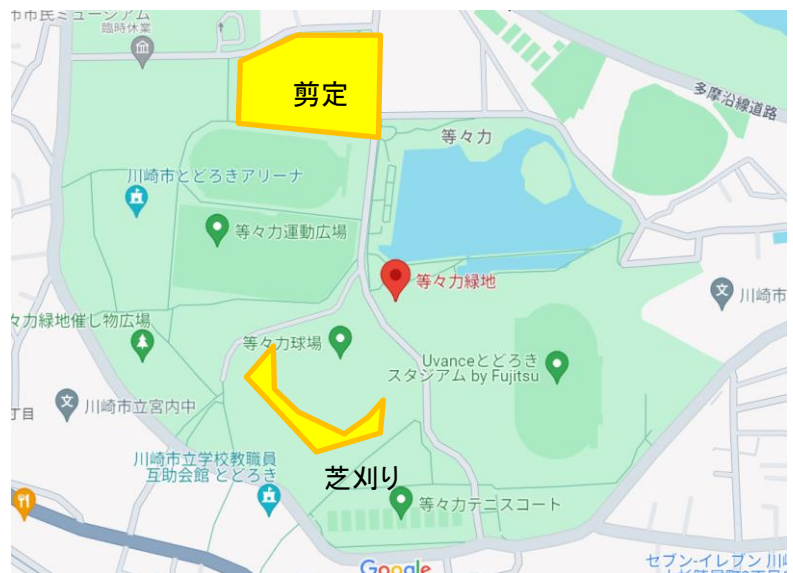 市市民ミュージアム
臨時休業
剪定
多摩沿線道路
等々力
川崎市とどろきアリーナ
等々力運動広場
等々力緑地
川崎市
々力緑地催し物広場
等々力球場
Uvanceとどろき
スタジアム by Fujitsu
丁目
川崎市立宮内中
川崎市立学校教職員
互助会館 とどろき
芝刈り
等々力テニスコート
セブン-イレブン 川崎
Google